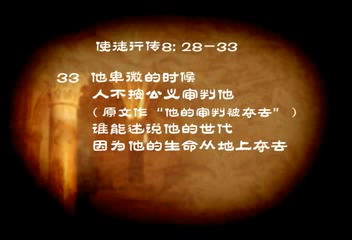 使徒行传8: 28-33
33 他卑微的时候
人不按公义审判他
(原文作“他的审判被夺去”)
谁能述说他的世代
因为他的生命从地上夺去